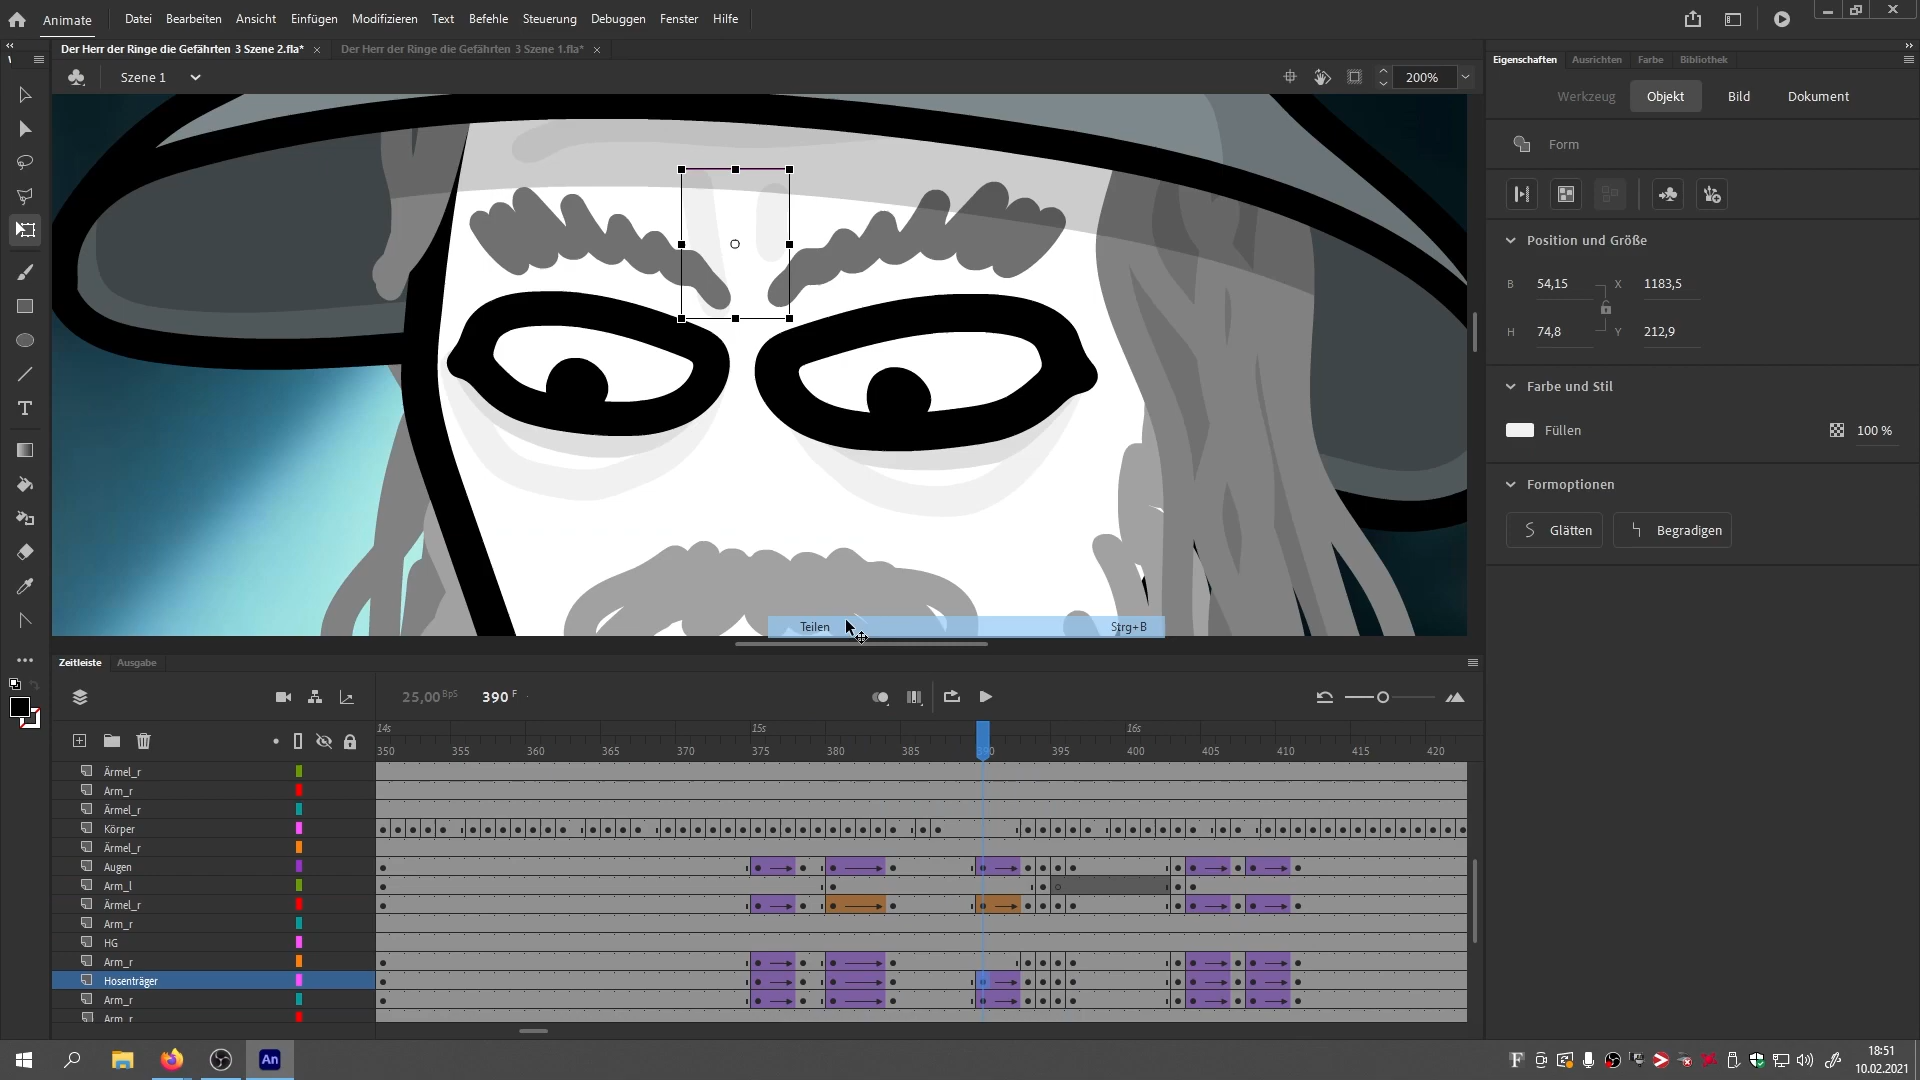 Animate
Datei Bearbeiten Ansicht Einfügen Modifizieren Text Befehle Steuerung Debuggen Fenster Hilfe
Der Herr der Ringe die Gefährten 3 Szene 2.fla* × Der Herr der Ringe die Gefährten 3 Szene 1.fla* ×
Szene 1
200%
Eigenschaften Ausrichten Farbe Bibliothek
Werkzeug Objekt Bild Dokument
Form
Position und Größe
B 54,15 X 1183,5
H 74,8 Y 212,9
Farbe und Stil
Füllen 100 %
Formoptionen
Glätten Begradigen
Teilen Strg+B
Zeitleiste Ausgabe
25,00 BpS 390 F
14s 15s 16s
350 355 360 365 370 375 380 385 390 395 400 405 410 415 420
Ärmel_r
Arm_r
Ärmel_r
Körper
Ärmel_r
Augen
Arm_l
Ärmel_r
Arm_r
HG
Arm_r
Hosenträger
Arm_r
Arm_r
An
18:51
10.02.2021